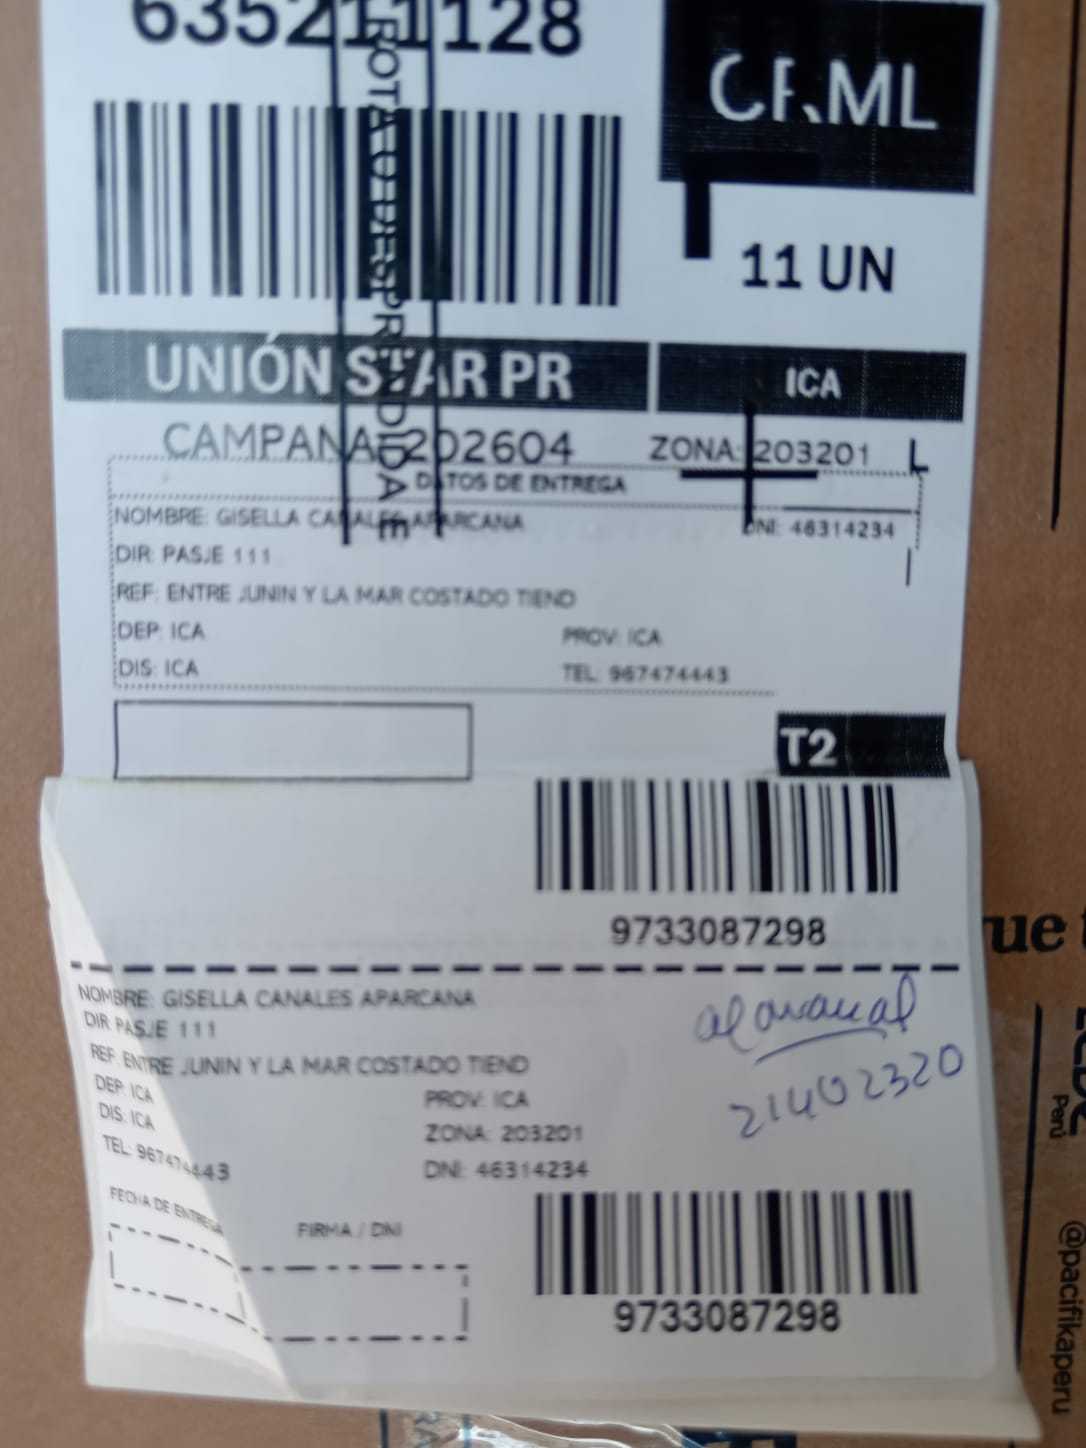 635211128
ML
11 UN
UNIÓN STAR PR
ICA
CAMPANA: 202604
ZONA: 203201
L
DATOS DE ENTREGA
NOMBRE: GISELLA CANALES APARCANA
DNI: 46314234
DIR: PASJE 111
REF: ENTRE JUNIN Y LA MAR COSTADO TIEND
DEP: ICA
PROV: ICA
DIS: ICA
TEL: 967474443
T2
9733087298
NOMBRE: GISELLA CANALES APARCANA
DIR: PASJE 111
REF: ENTRE JUNIN Y LA MAR COSTADO TIEND
DEP: ICA
PROV: ICA
DIS: ICA
ZONA: 203201
TEL: 967474443
DNI: 46314234
21402320
FECHA DE ENTREGA
FIRMA / DNI
9733087298
ue
Perú
@pacifikaperu